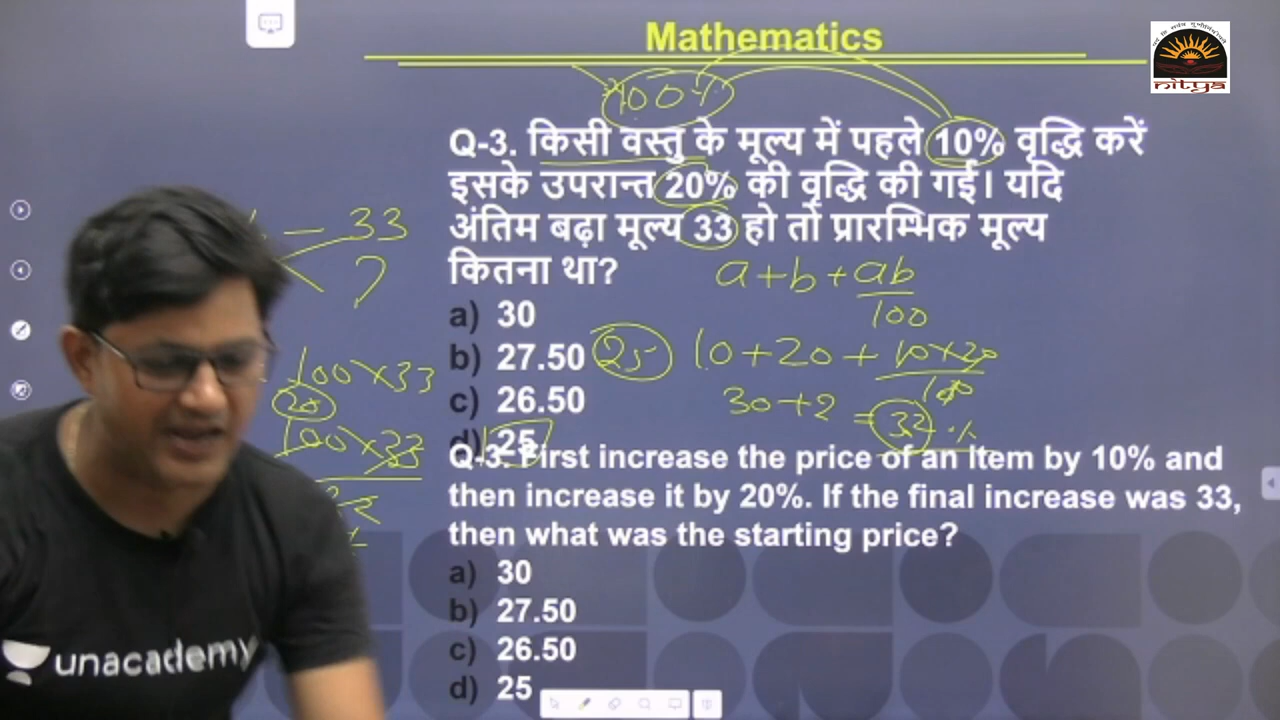 Mathematics
nitya
100%
Q-3. किसी वस्तु के मूल्य में पहले 10% वृद्धि करें
इसके उपरान्त 20% की वृद्धि की गई। यदि
अंतिम बढ़ा मूल्य 33 हो तो प्रारम्भिक मूल्य
कितना था?
— 33
?
a+b+ab/100
a) 30
b) 27.50
25
10+20+10×20/100
100×33
c) 26.50
30+2 = 32%
d) 25
100×33
Q-3. First increase the price of an item by 10% and
then increase it by 20%. If the final increase was 33,
then what was the starting price?
a) 30
b) 27.50
c) 26.50
d) 25
unacademy